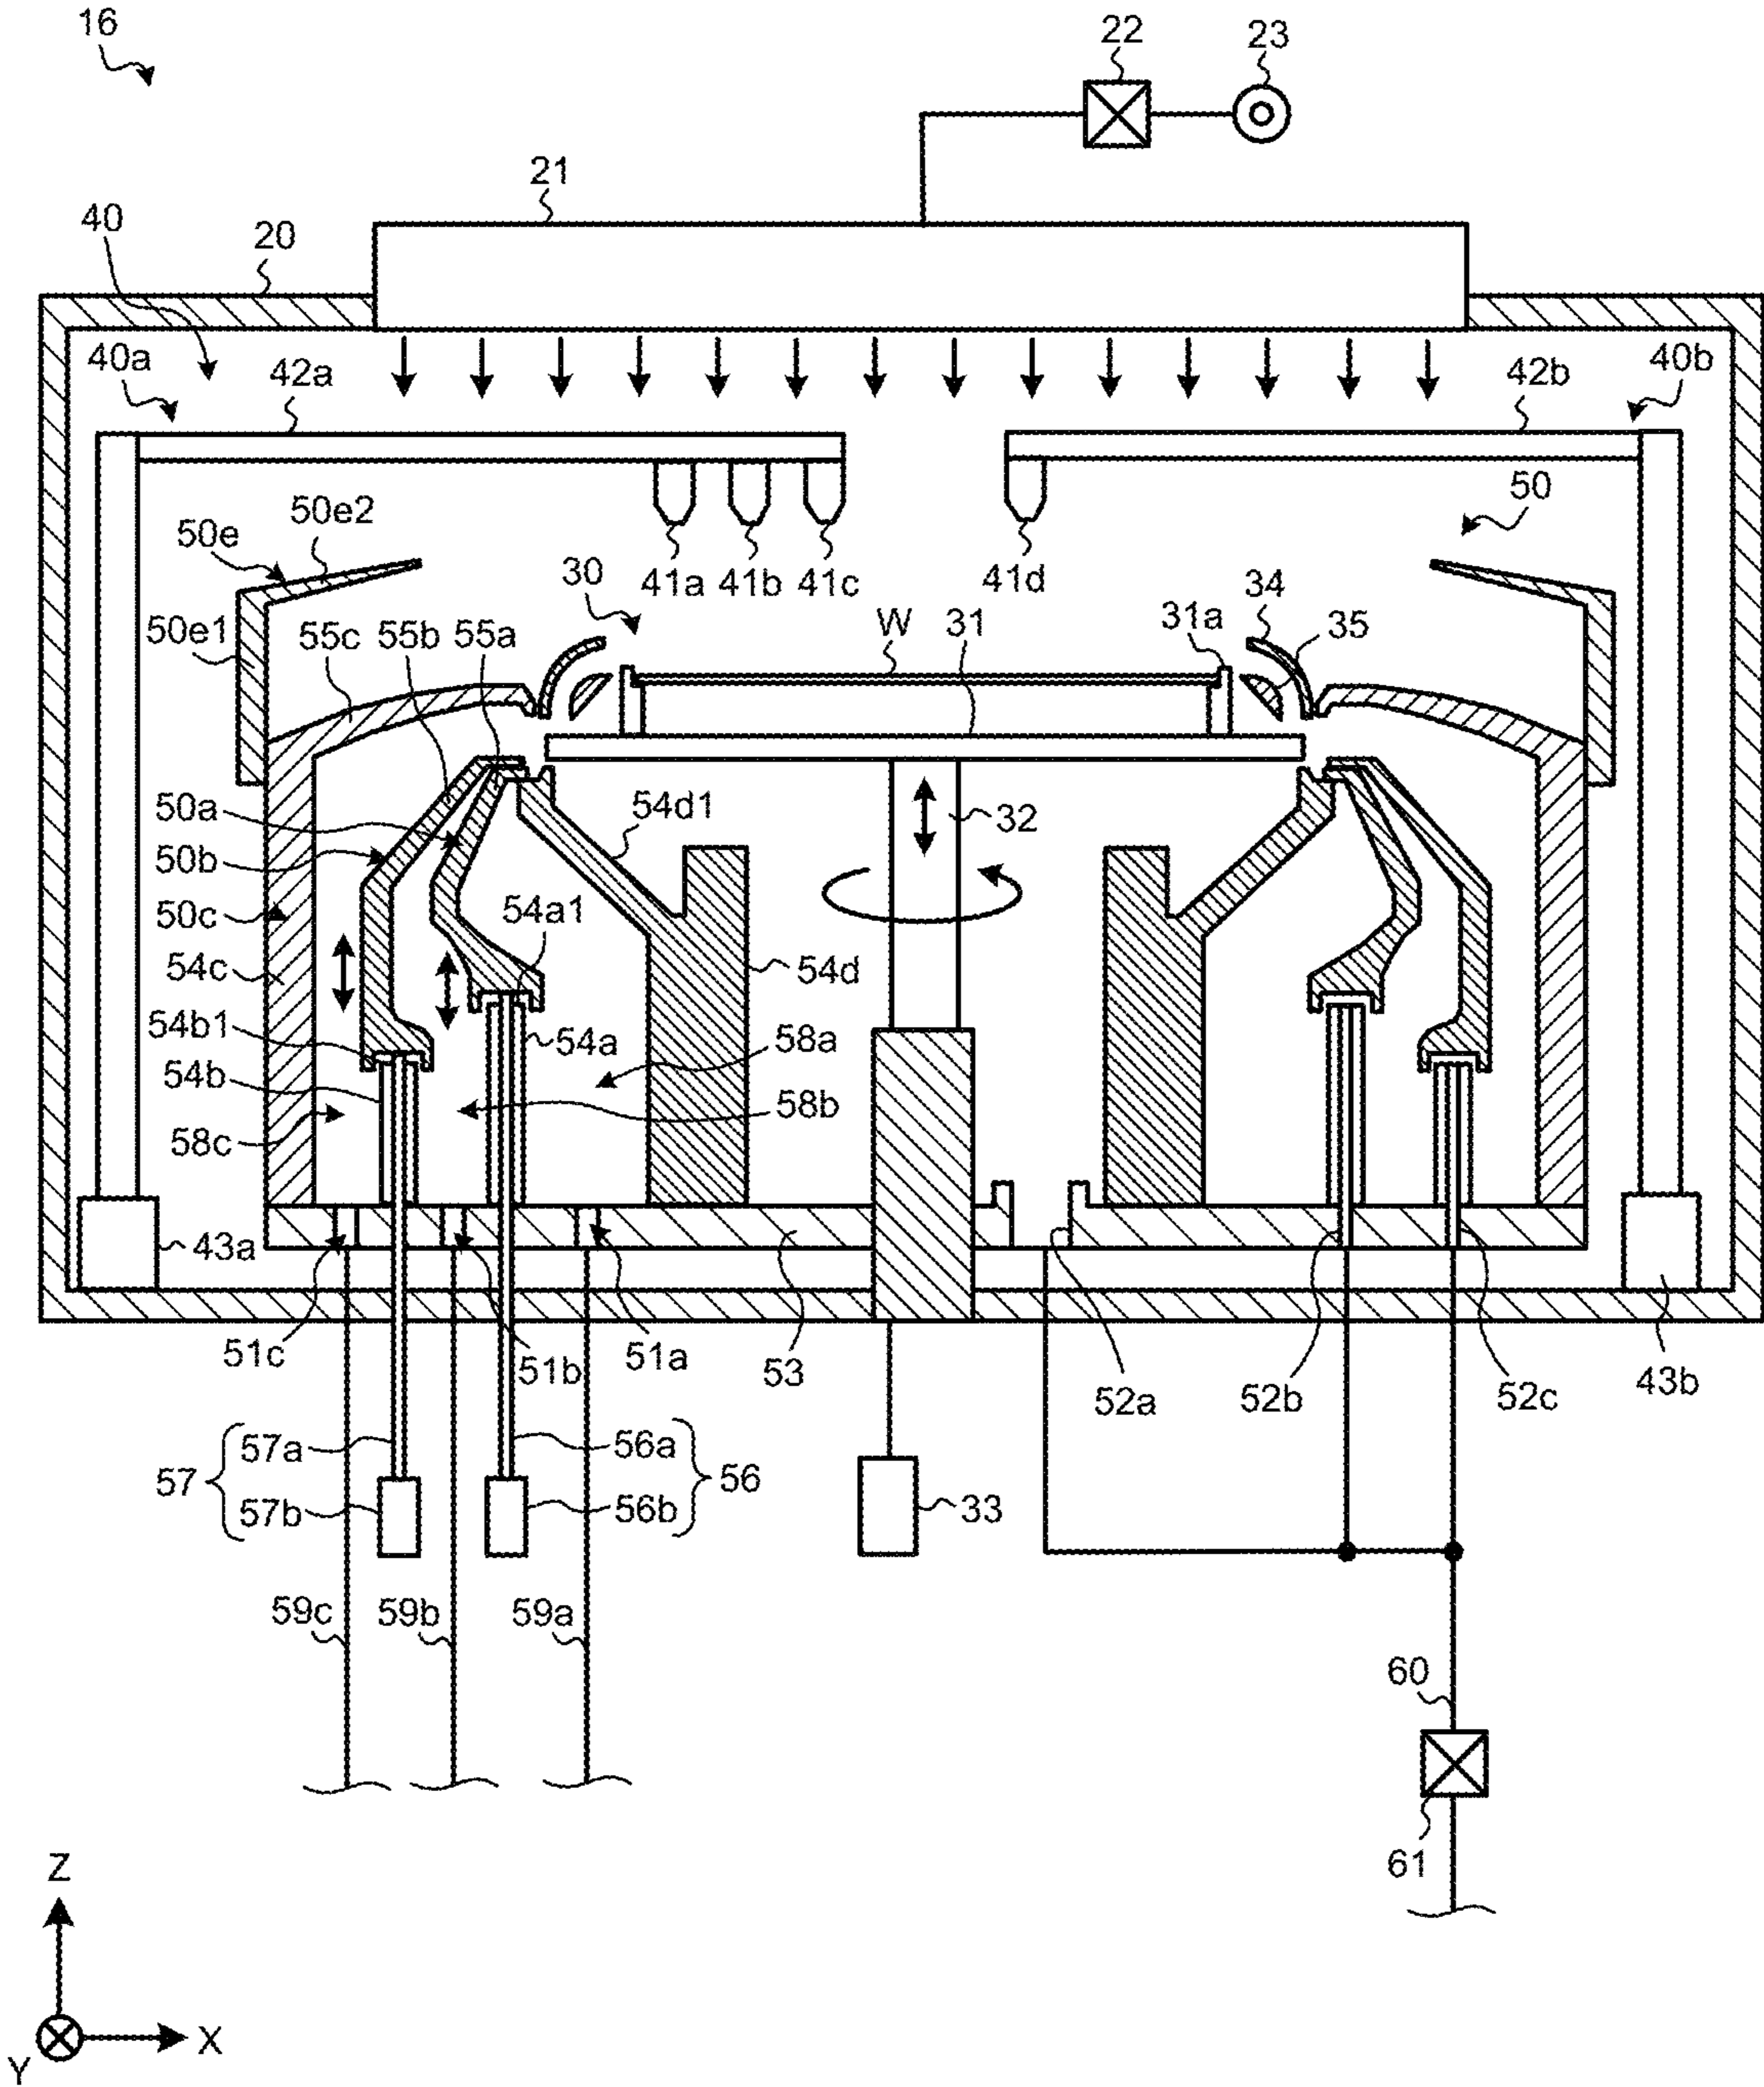 16
22 23
21
40 20
40a 42a 42b 40b
50e 50e2 50
41a 41b 41c 41d
30 34
50e1 55c 55b 55a W 31 31a 35
50a 54d1 32
50b
50c 54a1
54c 54d
54b1 54a 58a
54b 58b
58c
43a
51c 51b 51a 53 52a 52b 52c 43b
57 57a 56a 56
57b 56b 33
59c 59b 59a
60
61
Z
Y X